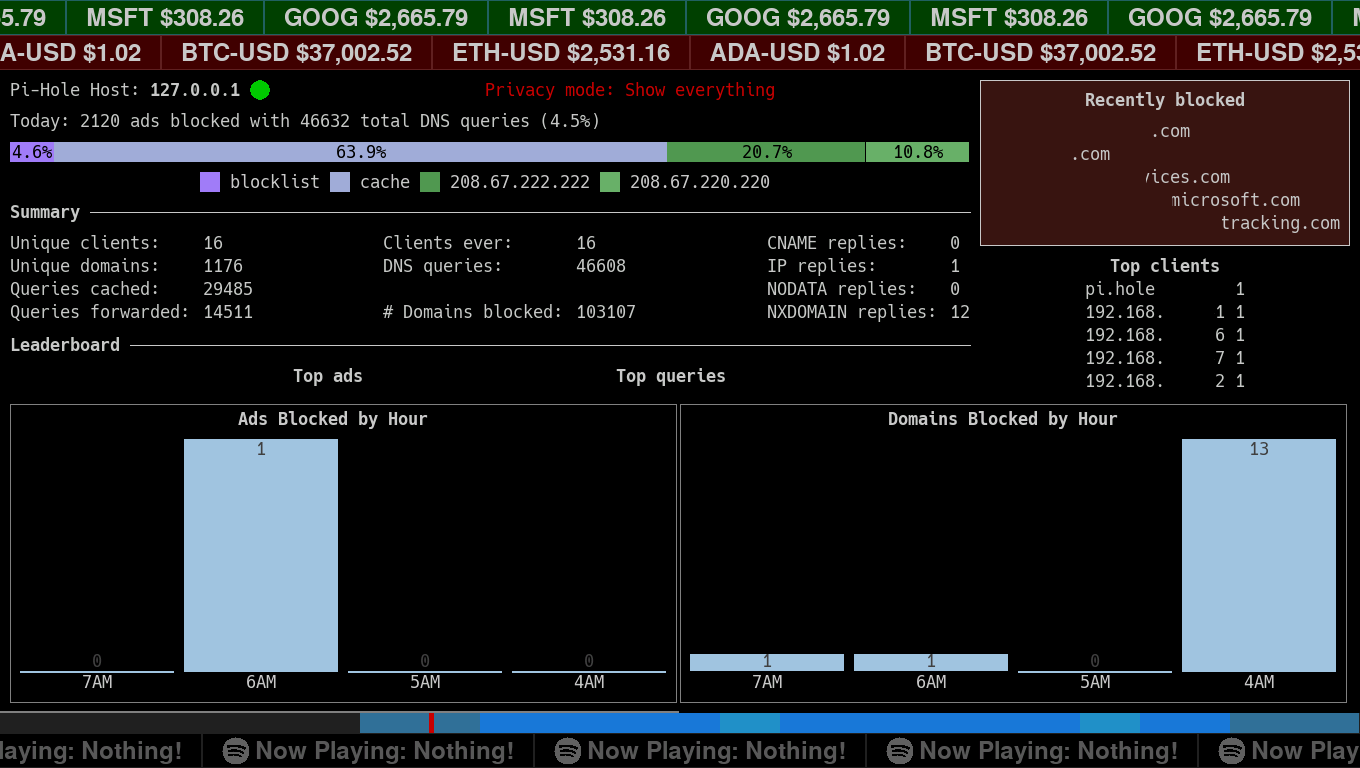 5.79 MSFT $308.26 GOOG $2,665.79 MSFT $308.26 GOOG $2,665.79 MSFT $308.26 GOOG $2,665.79
A-USD $1.02 BTC-USD $37,002.52 ETH-USD $2,531.16 ADA-USD $1.02 BTC-USD $37,002.52 ETH-USD $2,53
Pi-Hole Host: 127.0.0.1 Privacy mode: Show everything
Today: 2120 ads blocked with 46632 total DNS queries (4.5%)
4.6% 63.9% 20.7% 10.8%
blocklist cache 208.67.222.222 208.67.220.220
Recently blocked
.com
.com
vices.com
microsoft.com
tracking.com
Summary
Unique clients: 16 Clients ever: 16 CNAME replies: 0
Unique domains: 1176 DNS queries: 46608 IP replies: 1
Queries cached: 29485 NODATA replies: 0
Queries forwarded: 14511 # Domains blocked: 103107 NXDOMAIN replies: 12
Top clients
pi.hole 1
192.168. 1 1
192.168. 6 1
192.168. 7 1
192.168. 2 1
Leaderboard
Top ads Top queries
Ads Blocked by Hour
1
0 0 0
7AM 6AM 5AM 4AM
Domains Blocked by Hour
13
1 1 0
7AM 6AM 5AM 4AM
laying: Nothing! Now Playing: Nothing! Now Playing: Nothing! Now Playing: Nothing! Now Play